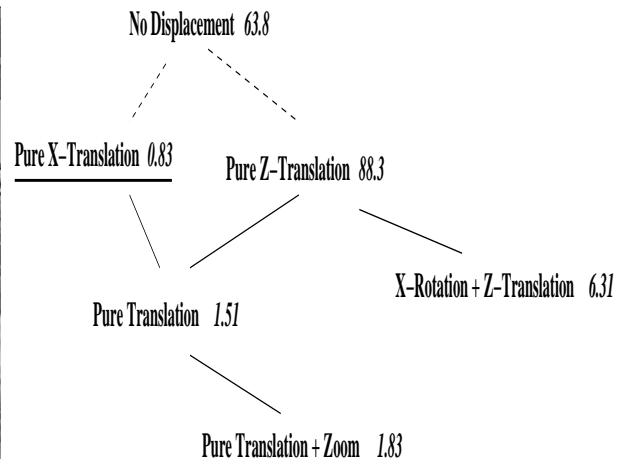 No Displacement 63.8
Pure X–Translation 0.83
Pure Z–Translation 88.3
X–Rotation + Z–Translation 6.31
Pure Translation 1.51
Pure Translation + Zoom 1.83